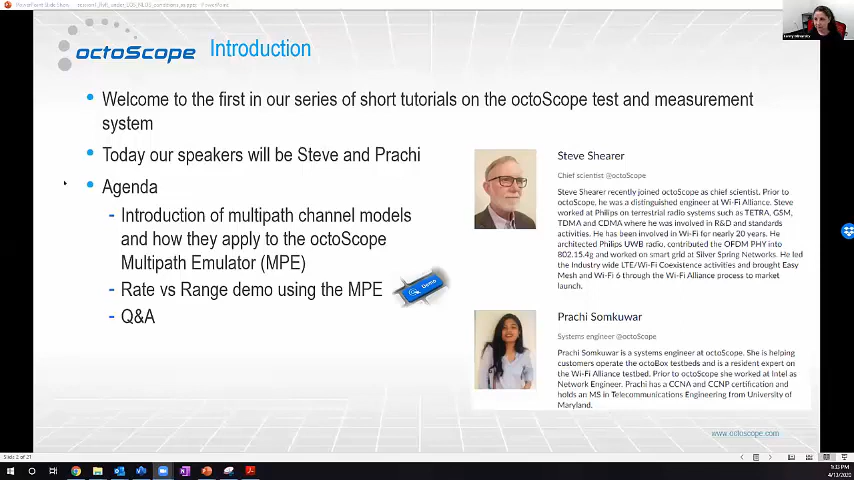 octoScope Introduction
Welcome to the first in our series of short tutorials on the octoScope test and measurement
system
Today our speakers will be Steve and Prachi
Agenda
- Introduction of multipath channel models
and how they apply to the octoScope
Multipath Emulator (MPE)
- Rate vs Range demo using the MPE
Demo
- Q&A
Steve Shearer
Chief scientist @octoScope
Steve Shearer recently joined octoScope as chief scientist. Prior to
octoScope, he was a distinguished engineer at Wi-Fi Alliance. Steve
worked at Philips on terrestrial radio systems such as TETRA, GSM,
TDMA and CDMA where he was involved in R&D and standards
activities. He has been involved in Wi-Fi for nearly 20 years. He
architected Philips UWB radio, contributed the OFDM PHY into
802.15.4g and worked on smart grid at Silver Spring Networks. He led
the Industry wide LTE/Wi-Fi Coexistence activities and brought Easy
Mesh and Wi-Fi 6 through the Wi-Fi Alliance process to market
launch.
Prachi Somkuwar
Systems engineer @octoScope
Prachi Somkuwar is a systems engineer at octoScope. She is helping
customers operate the octoBox testbeds and is a resident expert on
the Wi-Fi Alliance testbed. Prior to octoScope she worked at Intel as
Network Engineer. Prachi has a CCNA and CCNP certification and
holds an MS in Telecommunications Engineering from University of
Maryland.
www.octoscope.com
Slide 2 of 21